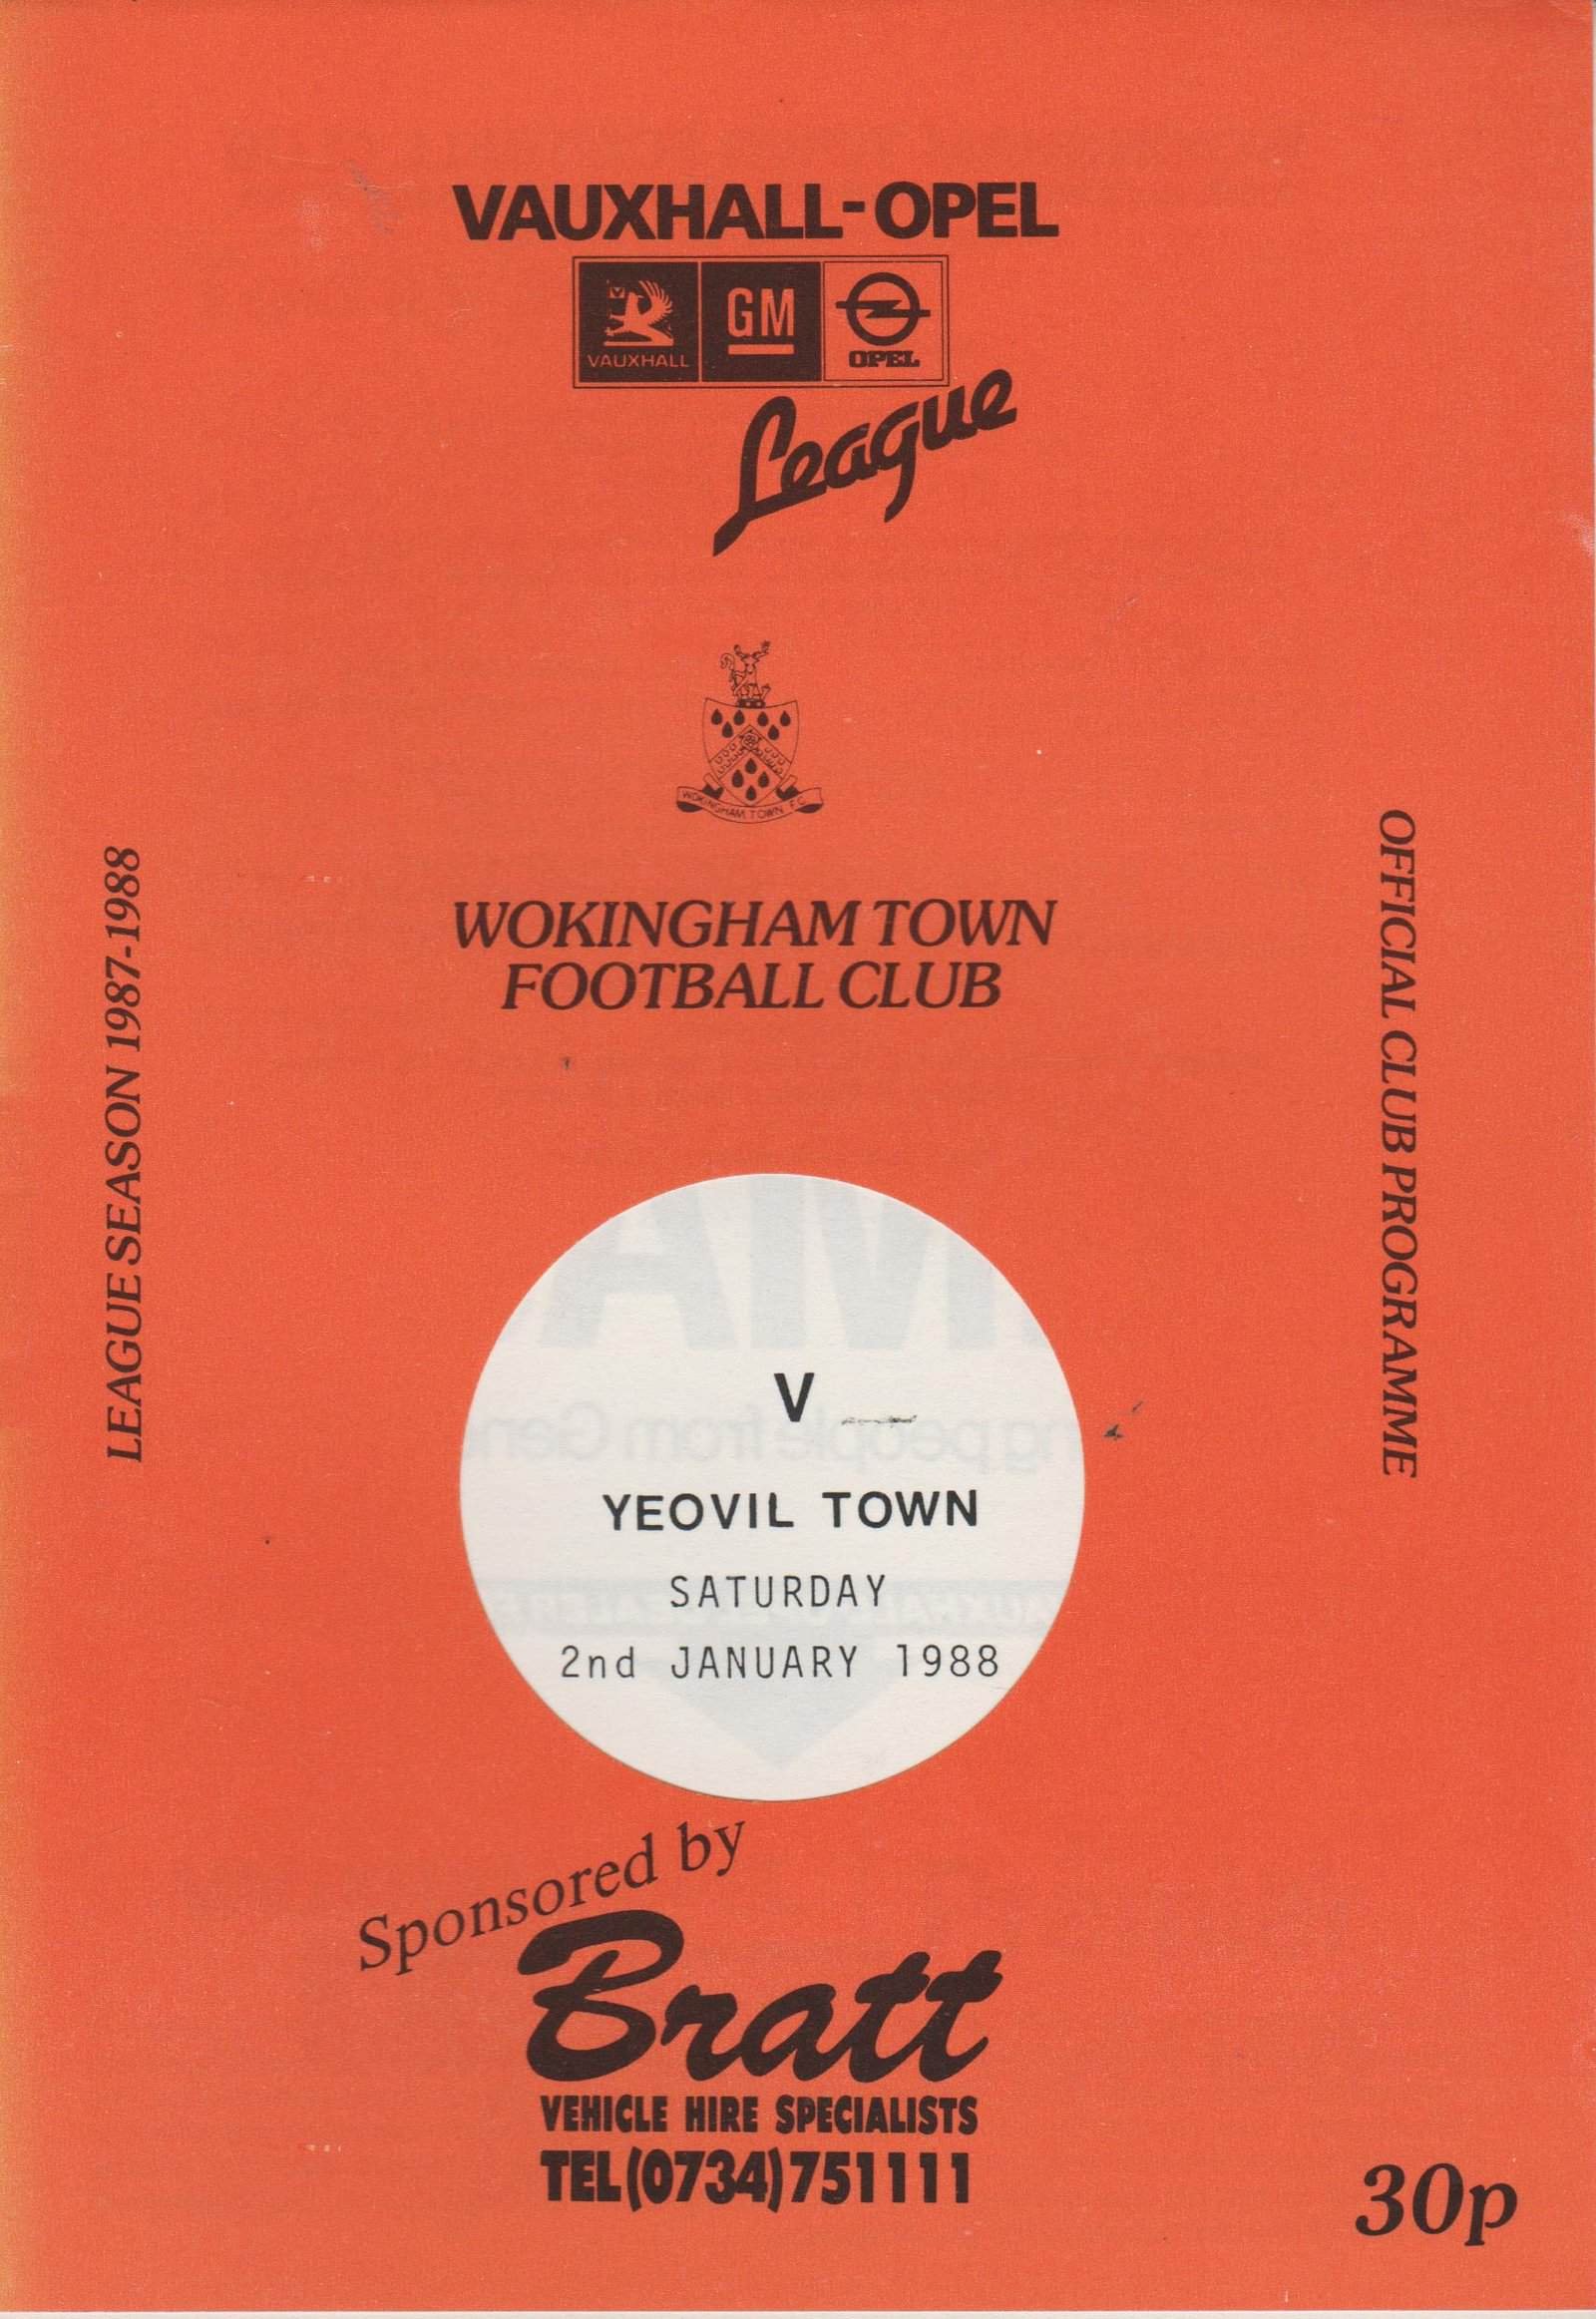 VAUXHALL-OPEL
VAUXHALL
GM
OPEL
League
WOKINGHAM TOWN F.C.
WOKINGHAM TOWN
FOOTBALL CLUB
LEAGUE SEASON 1987-1988
OFFICIAL CLUB PROGRAMME
V
YEOVIL TOWN
SATURDAY
2nd JANUARY 1988
Sponsored by
Bratt
VEHICLE HIRE SPECIALISTS
TEL (0734) 751111
30p